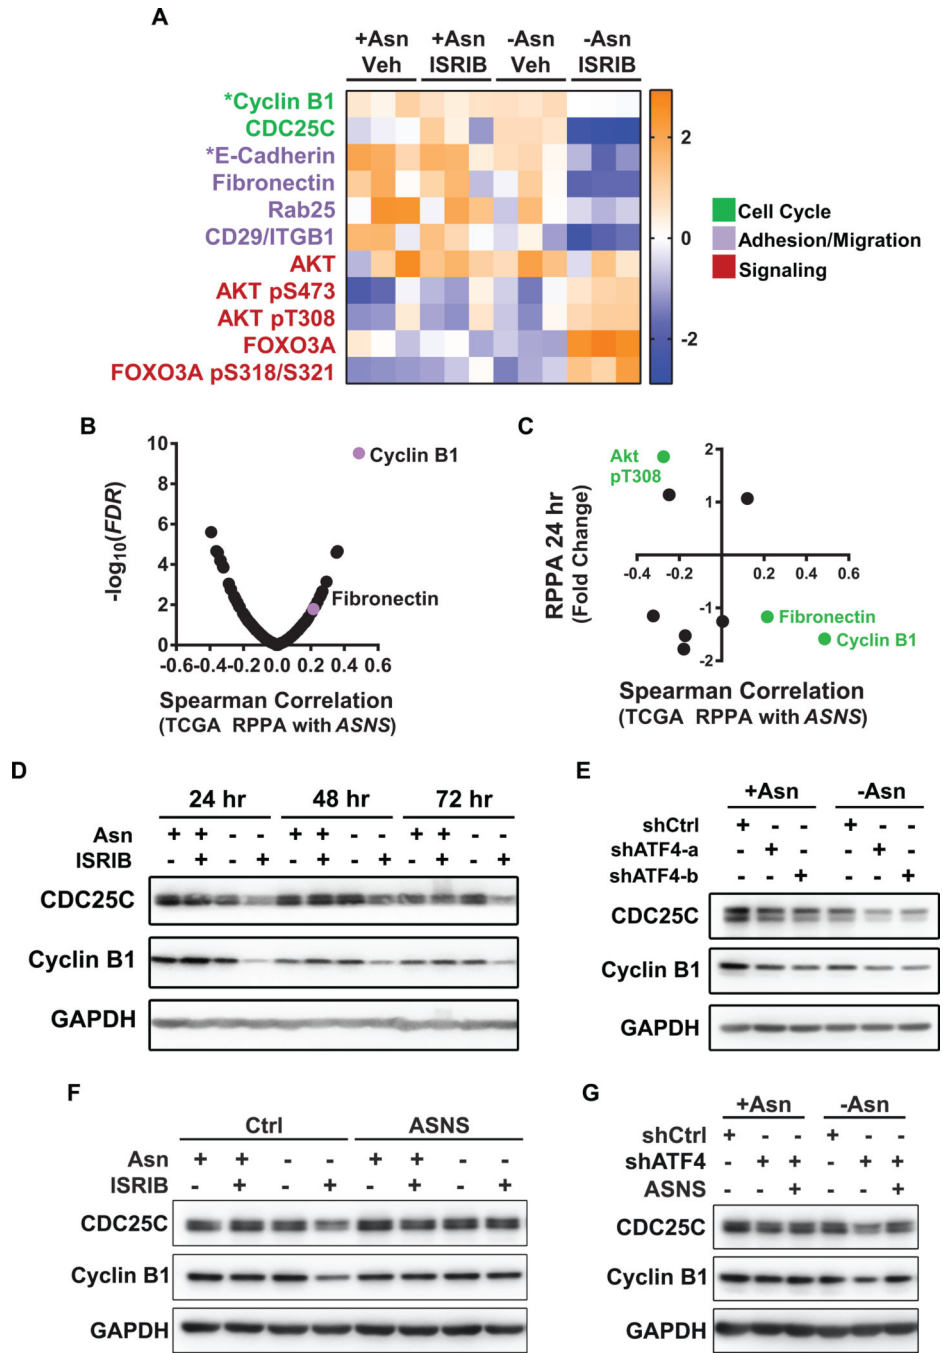 A
+Asn +Asn -Asn -Asn
Veh ISRIB Veh ISRIB
*Cyclin B1
CDC25C
*E-Cadherin
Fibronectin
Rab25
CD29/ITGB1
AKT
AKT pS473
AKT pT308
FOXO3A
FOXO3A pS318/S321
2
0
-2
Cell Cycle
Adhesion/Migration
Signaling
B
10
8
6
4
2
0
-log10(FDR)
Cyclin B1
Fibronectin
-0.6 -0.4 -0.2 0.0 0.2 0.4 0.6
Spearman Correlation
(TCGA RPPA with ASNS)
C
RPPA 24 hr
(Fold Change)
Akt
pT308
2
1
-0.4 -0.2 0.2 0.4 0.6
-1
-2
Fibronectin
Cyclin B1
Spearman Correlation
(TCGA RPPA with ASNS)
D
24 hr 48 hr 72 hr
Asn + + - - + + - - + + - -
ISRIB - + - + - + - + - + - +
CDC25C
Cyclin B1
GAPDH
E
+Asn -Asn
shCtrl + - - + - -
shATF4-a - + - - + -
shATF4-b - - + - - +
CDC25C
Cyclin B1
GAPDH
F
Ctrl ASNS
Asn + + - - + + - -
ISRIB - + - + - + - +
CDC25C
Cyclin B1
GAPDH
G
+Asn -Asn
shCtrl + - - + - -
shATF4 - + + - + +
ASNS - - + - - +
CDC25C
Cyclin B1
GAPDH